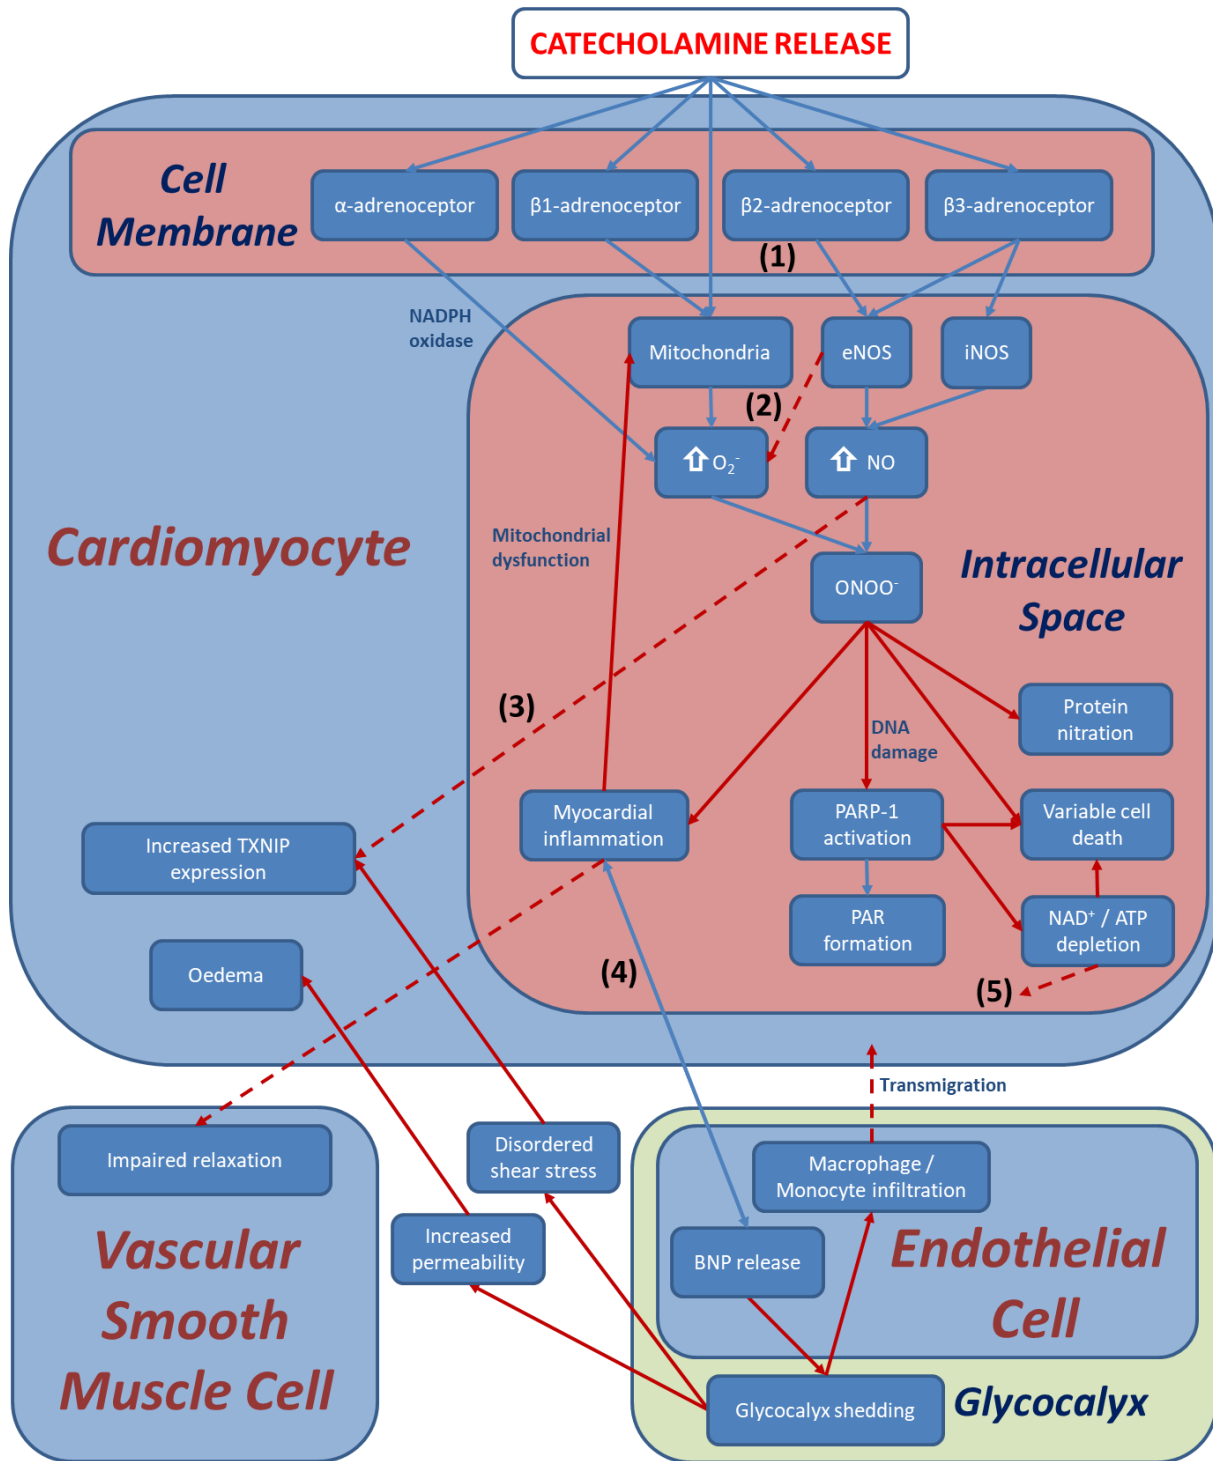 CATECHOLAMINE RELEASE
Cell
Membrane
α-adrenoceptor
β1-adrenoceptor
β2-adrenoceptor
β3-adrenoceptor
(1)
NADPH
oxidase
Mitochondria
eNOS
iNOS
(2)
⇧ O₂⁻
⇧ NO
Cardiomyocyte
Mitochondrial
dysfunction
ONOO⁻
Intracellular
Space
(3)
DNA
damage
Protein
nitration
Increased TXNIP
expression
Myocardial
inflammation
PARP-1
activation
Variable cell
death
PAR
formation
NAD⁺ / ATP
depletion
Oedema
(4)
(5)
Transmigration
Impaired relaxation
Disordered
shear stress
Macrophage /
Monocyte infiltration
Increased
permeability
BNP release
Endothelial
Cell
Vascular
Smooth
Muscle Cell
Glycocalyx shedding
Glycocalyx